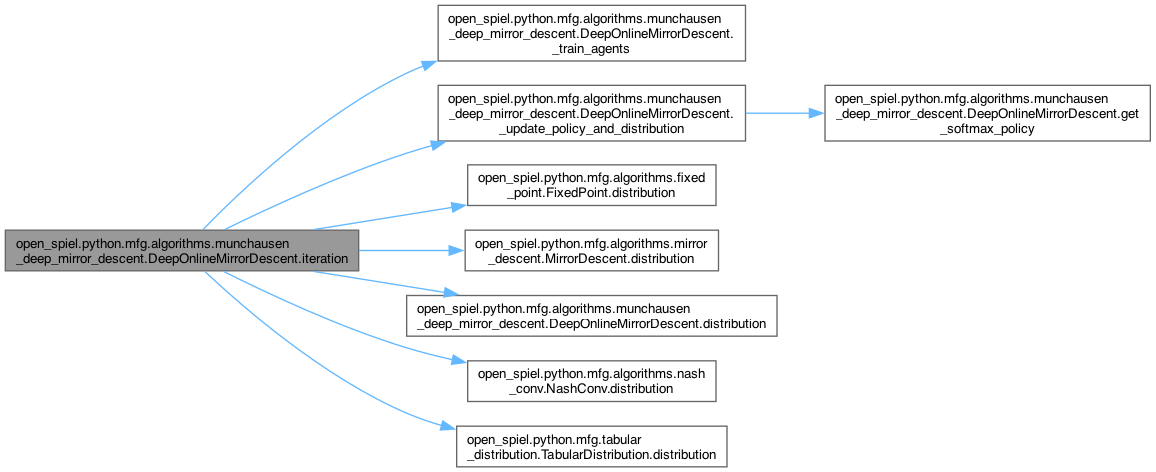 open_spiel.python.mfg.algorithms.munchausen
_deep_mirror_descent.DeepOnlineMirrorDescent.iteration
open_spiel.python.mfg.algorithms.munchausen
_deep_mirror_descent.DeepOnlineMirrorDescent.
_train_agents
open_spiel.python.mfg.algorithms.munchausen
_deep_mirror_descent.DeepOnlineMirrorDescent.
_update_policy_and_distribution
open_spiel.python.mfg.algorithms.munchausen
_deep_mirror_descent.DeepOnlineMirrorDescent.get
_softmax_policy
open_spiel.python.mfg.algorithms.fixed
_point.FixedPoint.distribution
open_spiel.python.mfg.algorithms.mirror
_descent.MirrorDescent.distribution
open_spiel.python.mfg.algorithms.munchausen
_deep_mirror_descent.DeepOnlineMirrorDescent.distribution
open_spiel.python.mfg.algorithms.nash
_conv.NashConv.distribution
open_spiel.python.mfg.tabular
_distribution.TabularDistribution.distribution